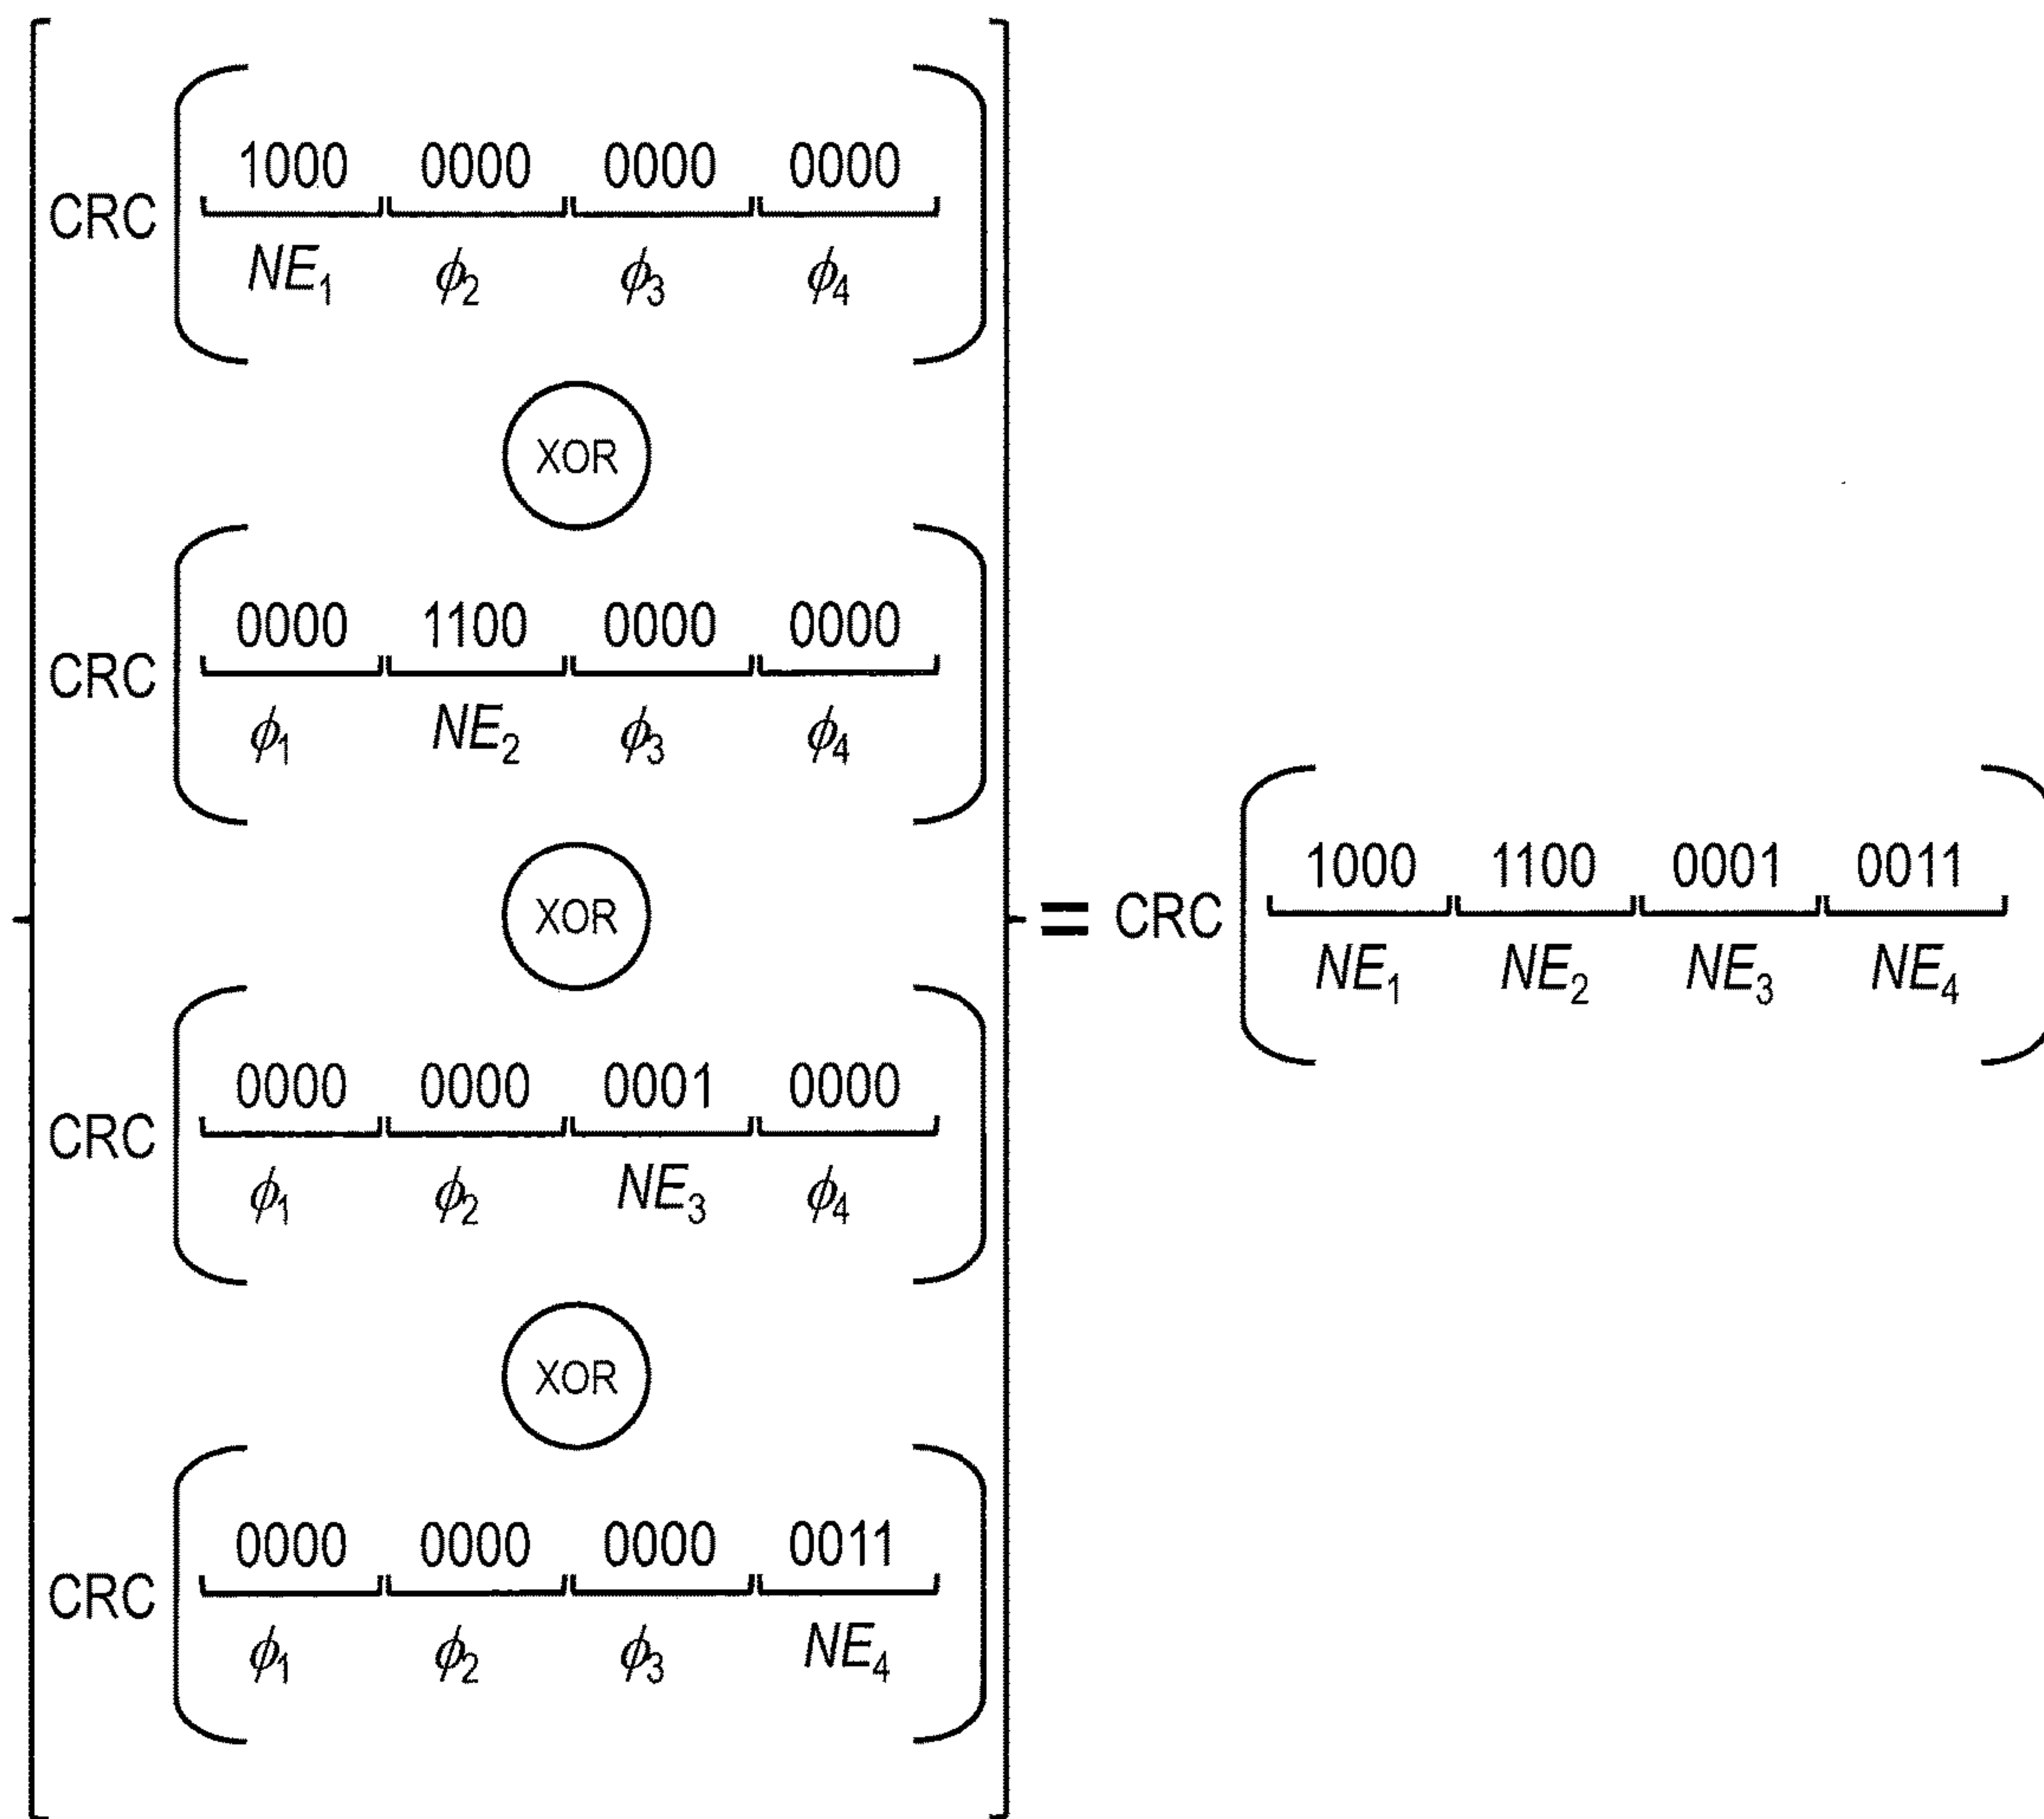 1000 0000 0000 0000
CRC
NE₁ ϕ₂ ϕ₃ ϕ₄
XOR
0000 1100 0000 0000
CRC
ϕ₁ NE₂ ϕ₃ ϕ₄
XOR
= CRC
1000 1100 0001 0011
NE₁ NE₂ NE₃ NE₄
0000 0000 0001 0000
CRC
ϕ₁ ϕ₂ NE₃ ϕ₄
XOR
0000 0000 0000 0011
CRC
ϕ₁ ϕ₂ ϕ₃ NE₄